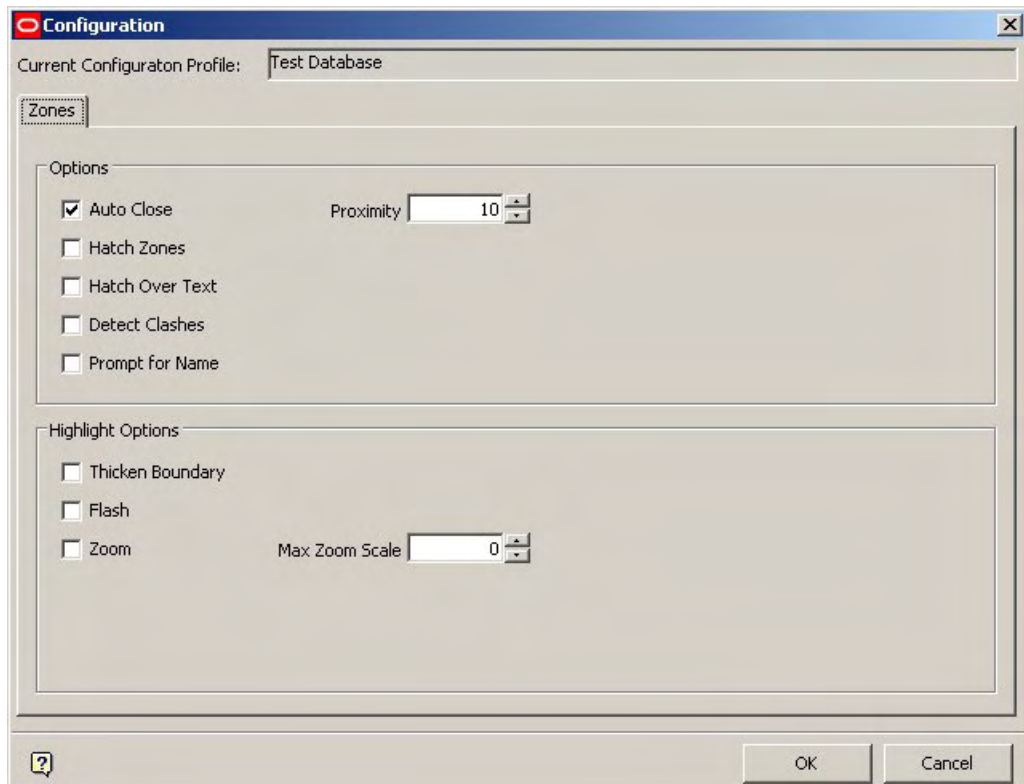 Configuration
Current Configuraton Profile: Test Database
Zones
Options
Auto Close Proximity 10
Hatch Zones
Hatch Over Text
Detect Clashes
Prompt for Name
Highlight Options
Thicken Boundary
Flash
Zoom Max Zoom Scale 0
? OK Cancel